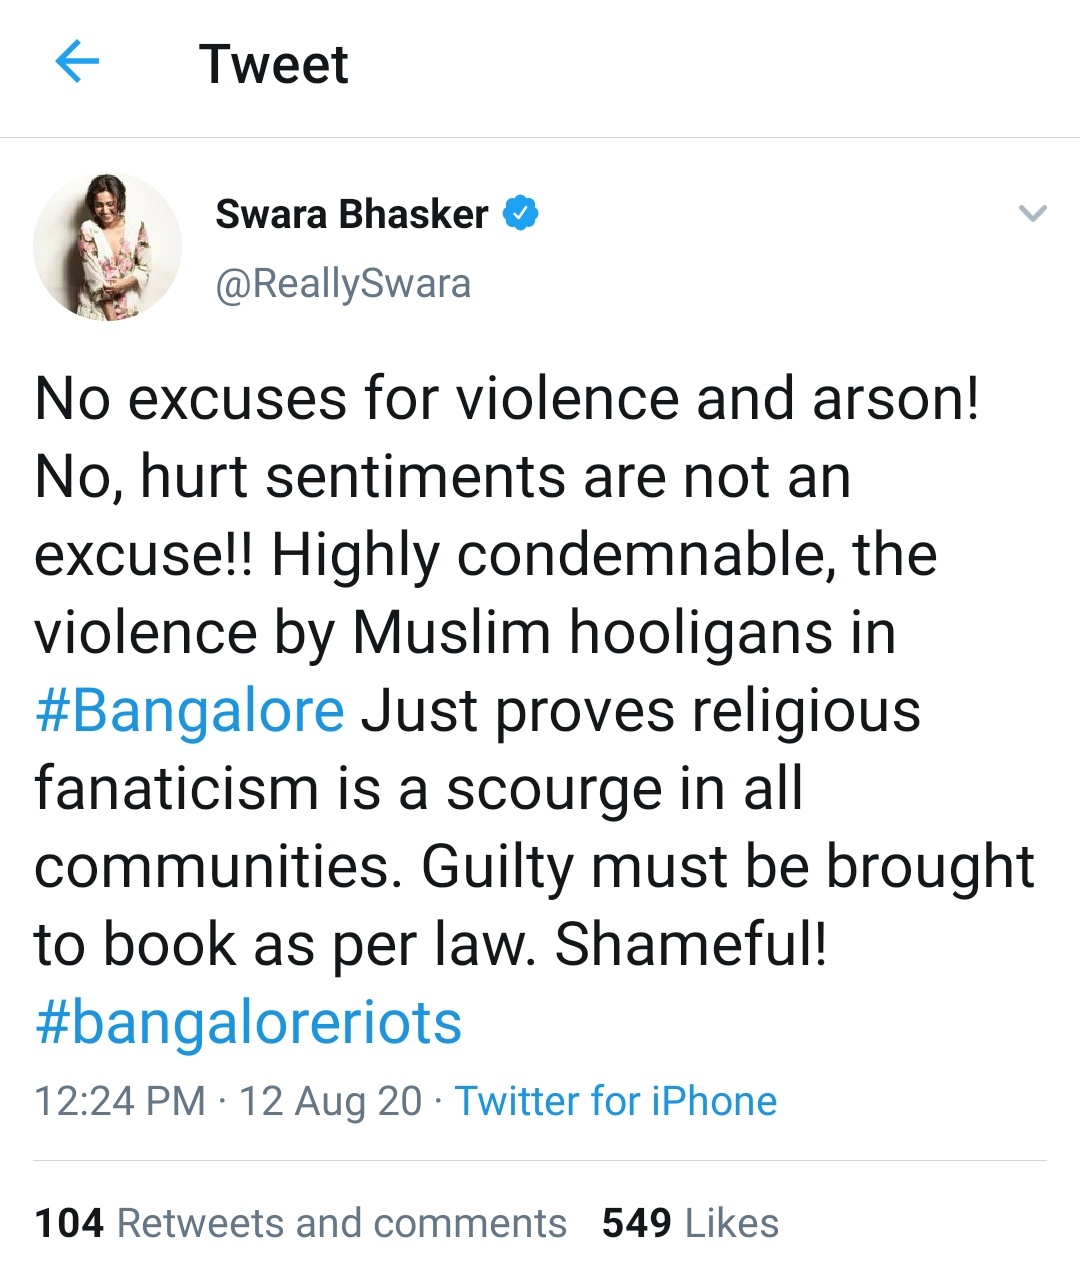 Tweet
Swara Bhasker
@ReallySwara
No excuses for violence and arson!
No, hurt sentiments are not an
excuse!! Highly condemnable, the
violence by Muslim hooligans in
#Bangalore Just proves religious
fanaticism is a scourge in all
communities. Guilty must be brought
to book as per law. Shameful!
#bangaloreriots
12:24 PM · 12 Aug 20 · Twitter for iPhone
104 Retweets and comments 549 Likes